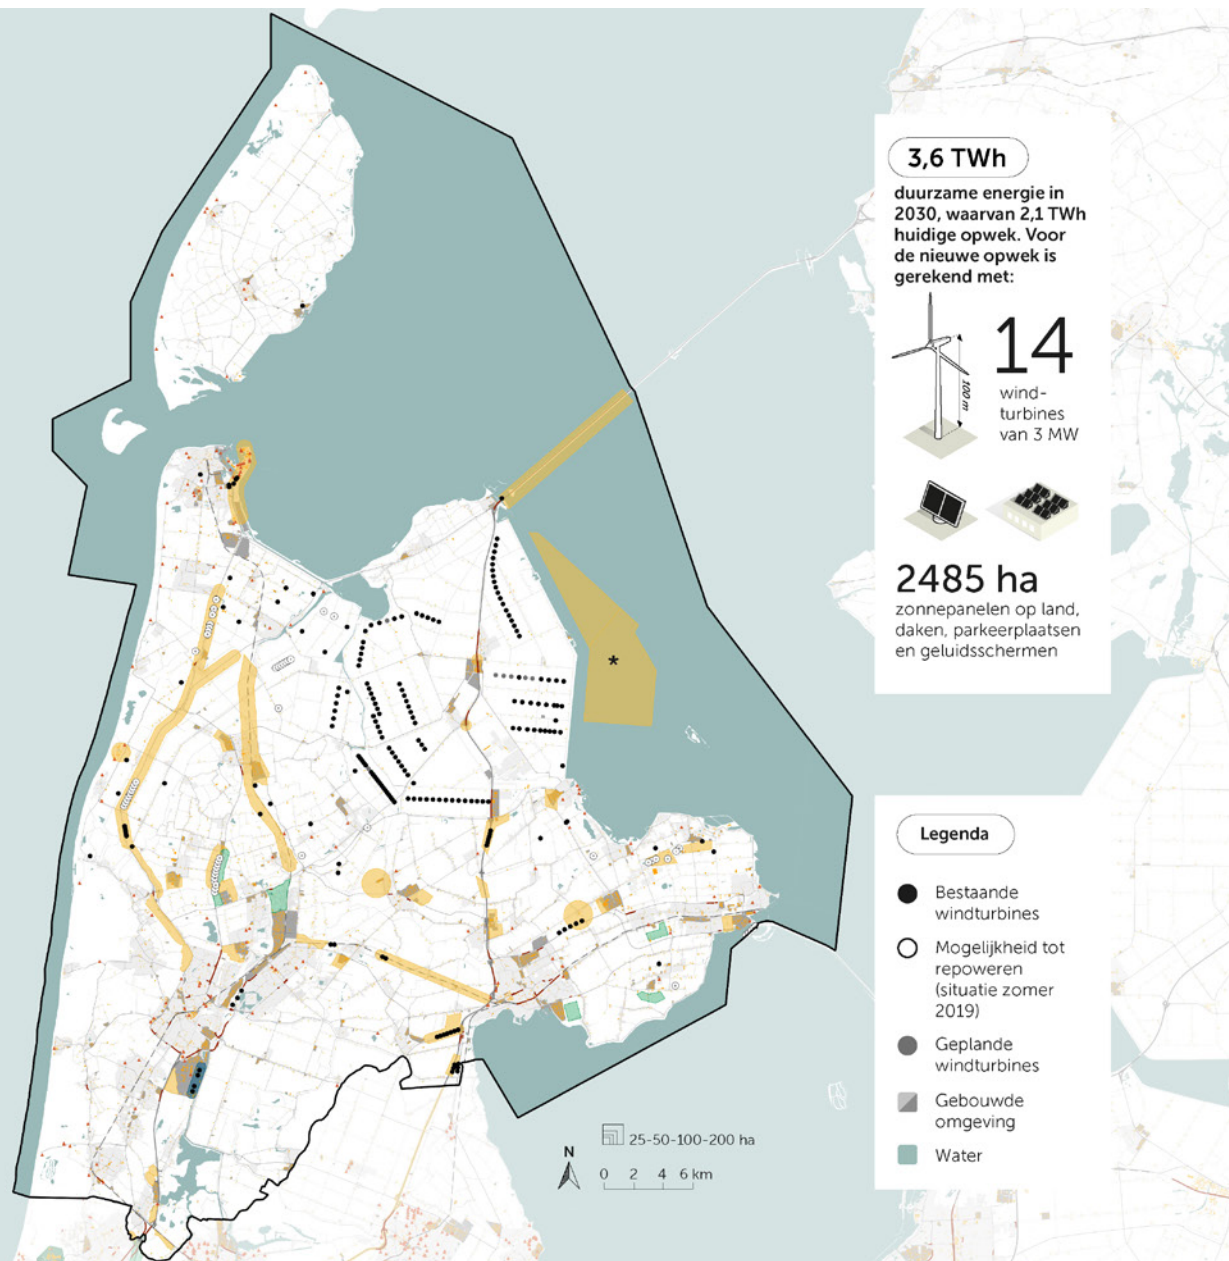 3,6 TWh
duurzame energie in
2030, waarvan 2,1 TWh
huidige opwek. Voor
de nieuwe opwek is
gerekend met:
100 m
14
wind-
turbines
van 3 MW
2485 ha
zonnepanelen op land,
daken, parkeerplaatsen
en geluidsschermen
*
Legenda
Bestaande
windturbines
Mogelijkheid tot
repoweren
(situatie zomer
2019)
Geplande
windturbines
Gebouwde
omgeving
Water
25-50-100-200 ha
N
0 2 4 6 km